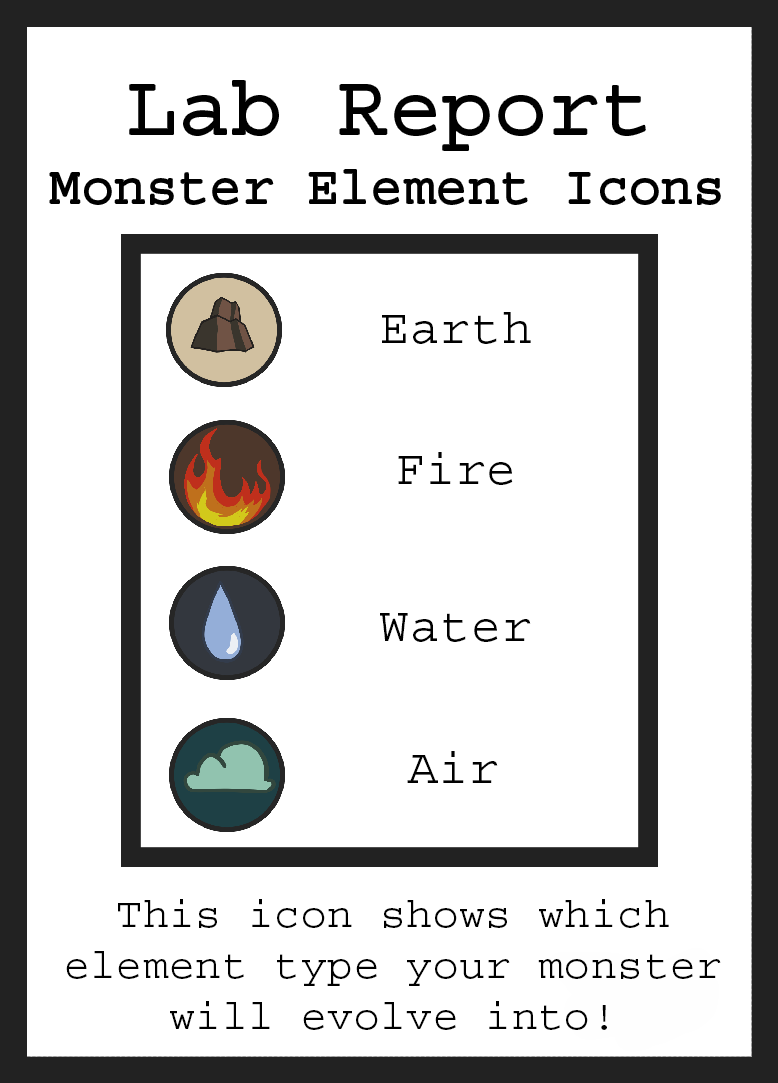 Lab Report
Monster Element Icons
Earth
Fire
Water
Air
This icon shows which
element type your monster
will evolve into!